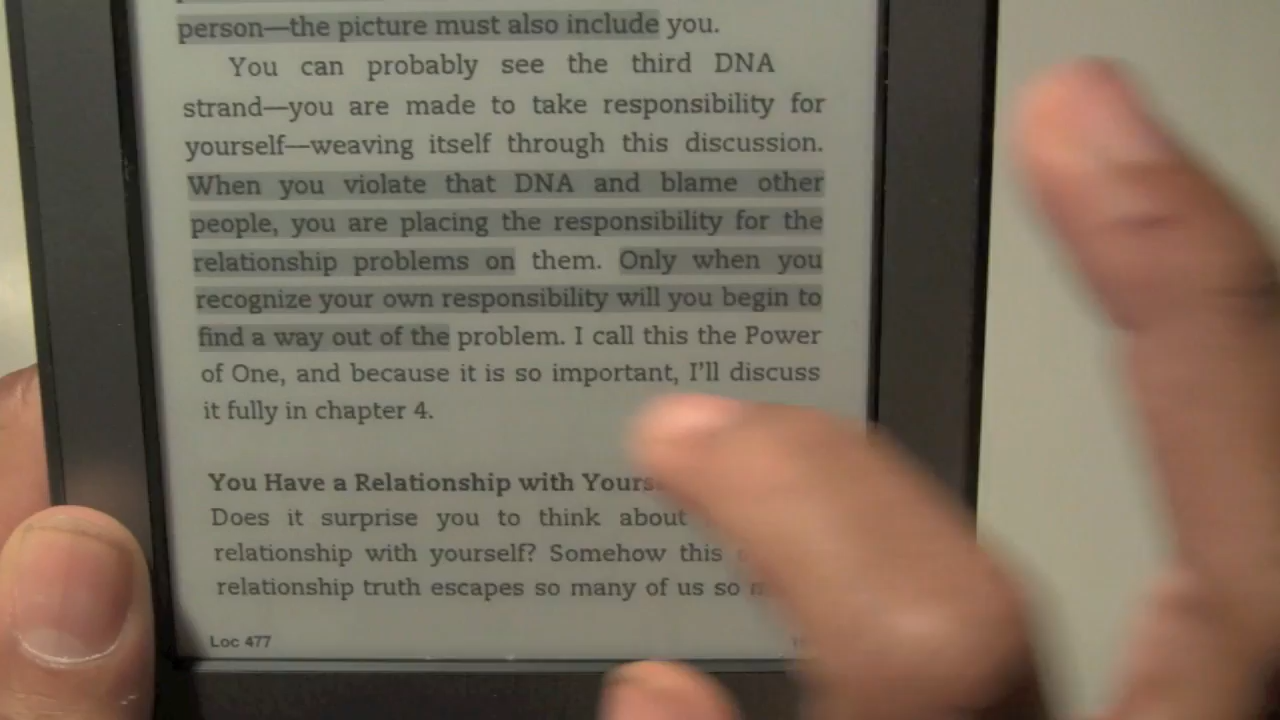 person—the picture must also include you.
You can probably see the third DNA
strand—you are made to take responsibility for
yourself—weaving itself through this discussion.
When you violate that DNA and blame other
people, you are placing the responsibility for the
relationship problems on them. Only when you
recognize your own responsibility will you begin to
find a way out of the problem. I call this the Power
of One, and because it is so important, I'll discuss
it fully in chapter 4.
You Have a Relationship with
Does it surprise you to think about
relationship with yourself? Somehow this
relationship truth escapes so many of us so
Loc 477